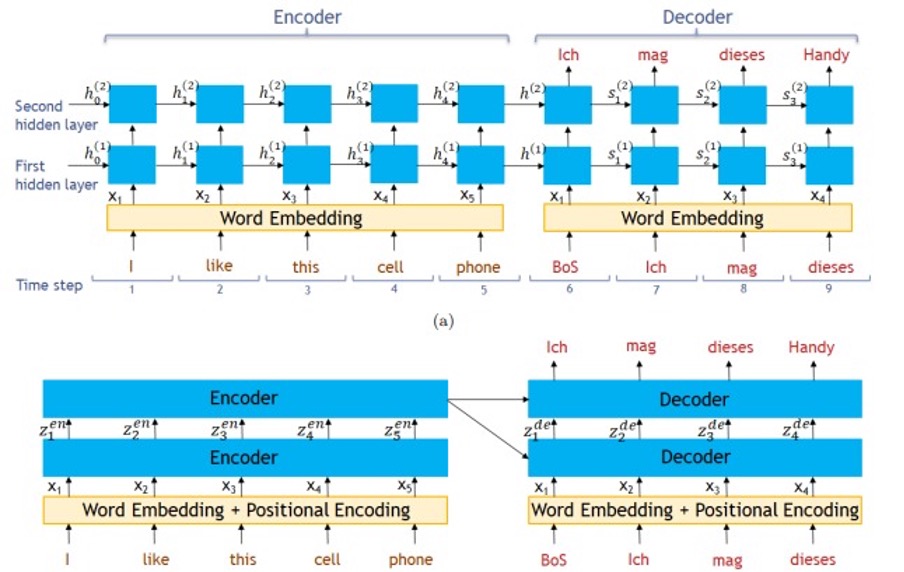 Encoder Decoder
Ich mag dieses Handy
Second hidden layer
h_0^{(2)} h_1^{(2)} h_2^{(2)} h_3^{(2)} h_4^{(2)} h^{(2)} s_1^{(2)} s_2^{(2)} s_3^{(2)}
First hidden layer
h_0^{(1)} h_1^{(1)} h_2^{(1)} h_3^{(1)} h_4^{(1)} h^{(1)} s_1^{(1)} s_2^{(1)} s_3^{(1)}
x_1 x_2 x_3 x_4 x_5 x_1 x_2 x_3 x_4
Word Embedding Word Embedding
I like this cell phone BoS Ich mag dieses
Time step 1 2 3 4 5 6 7 8 9
(a)
Ich mag dieses Handy
Encoder Decoder
z_1^{en} z_2^{en} z_3^{en} z_4^{en} z_5^{en} z_1^{de} z_2^{de} z_3^{de} z_4^{de}
Encoder Decoder
x_1 x_2 x_3 x_4 x_5 x_1 x_2 x_3 x_4
Word Embedding + Positional Encoding Word Embedding + Positional Encoding
I like this cell phone BoS Ich mag dieses